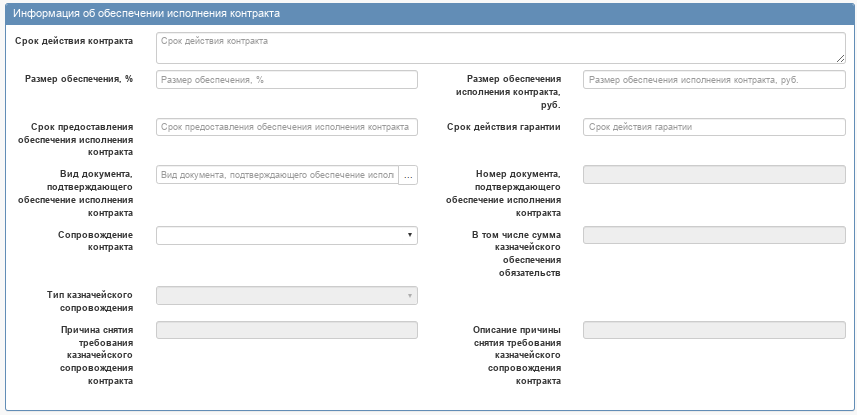 Информация об обеспечении исполнения контракта
Срок действия контракта
Срок действия контракта
Размер обеспечения, %
Размер обеспечения, %
Размер обеспечения
исполнения контракта,
руб.
Размер обеспечения исполнения контракта, руб.
Срок предоставления
обеспечения исполнения
контракта
Срок предоставления обеспечения исполнения контракта
Срок действия гарантии
Срок действия гарантии
Вид документа,
подтверждающего
обеспечение исполнения
контракта
Вид документа, подтверждающего обеспечение испол
...
Номер документа,
подтверждающего
обеспечение исполнения
контракта
Сопровождение
контракта
В том числе сумма
казначейского
обеспечения
обязательств
Тип казначейского
сопровождения
Причина снятия
требования
казначейского
сопровождения
контракта
Описание причины
снятия требования
казначейского
сопровождения
контракта